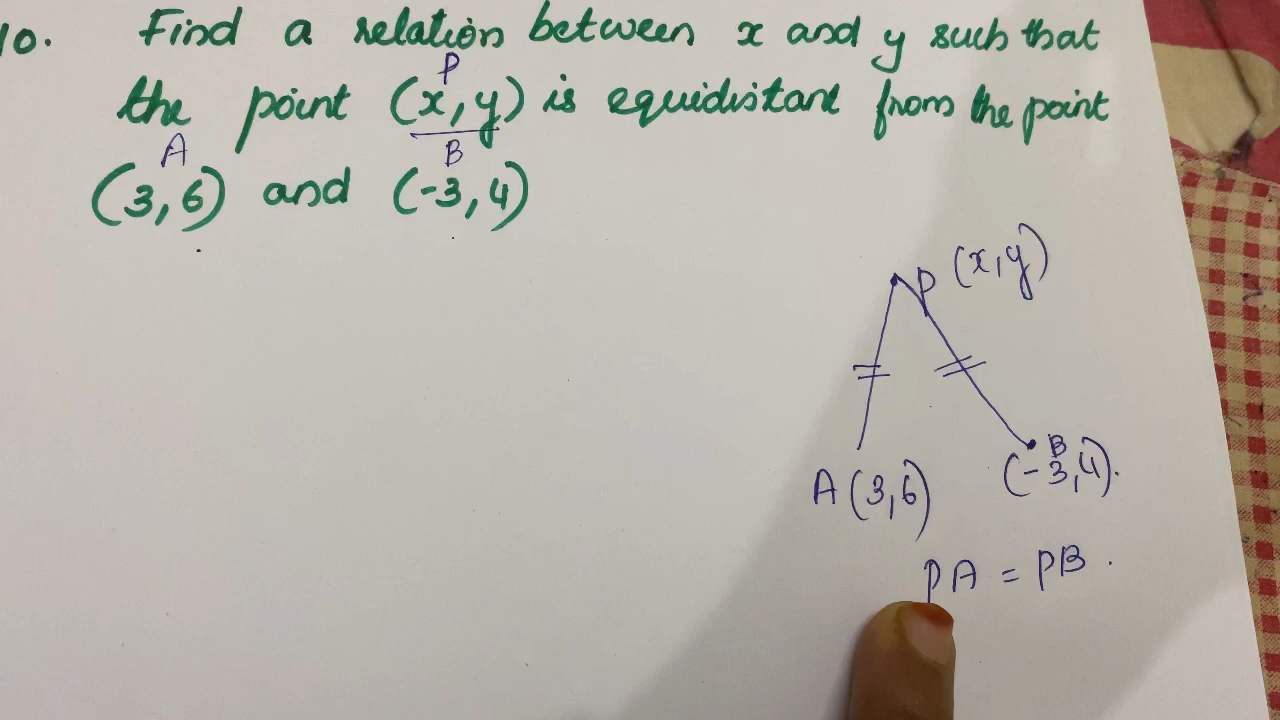 10. Find a relation between x and y such that
P
the point (x,y) is equidistant from the point
A B
(3,6) and (-3,4)
P (x,y)
B
A (3,6) (-3,4).
PA = PB.